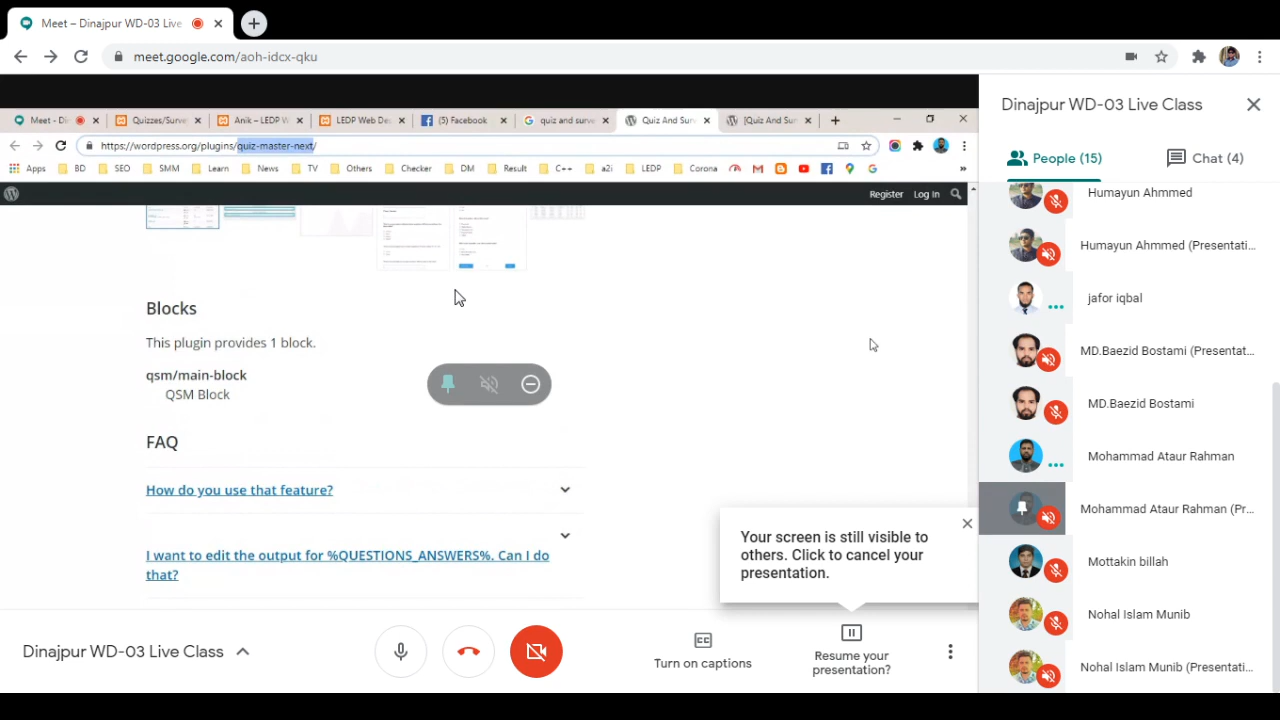 Meet – Dinajpur WD-03 Live
meet.google.com/aoh-idcx-qku
Meet - Di
Quizzes/Surve
Anik – LEDP W
LEDP Web De
(5) Facebook
quiz and surve
Quiz And Sur
[Quiz And Su
https://wordpress.org/plugins/quiz-master-next/
Apps
BD
SEO
SMM
Learn
News
TV
Others
Checker
DM
Result
C++
a2i
LEDP
Corona
»
Register
Log In
Blocks
This plugin provides 1 block.
qsm/main-block
QSM Block
FAQ
How do you use that feature?
I want to edit the output for %QUESTIONS_ANSWERS%. Can I do
that?
Your screen is still visible to
others. Click to cancel your
presentation.
Dinajpur WD-03 Live Class
Turn on captions
Resume your
presentation?
Dinajpur WD-03 Live Class
People (15)
Chat (4)
Humayun Ahmmed
Humayun Ahmmed (Presentati...
jafor iqbal
MD.Baezid Bostami (Presentat...
MD.Baezid Bostami
Mohammad Ataur Rahman
Mohammad Ataur Rahman (Pr...
Mottakin billah
Nohal Islam Munib
Nohal Islam Munib (Presentati...